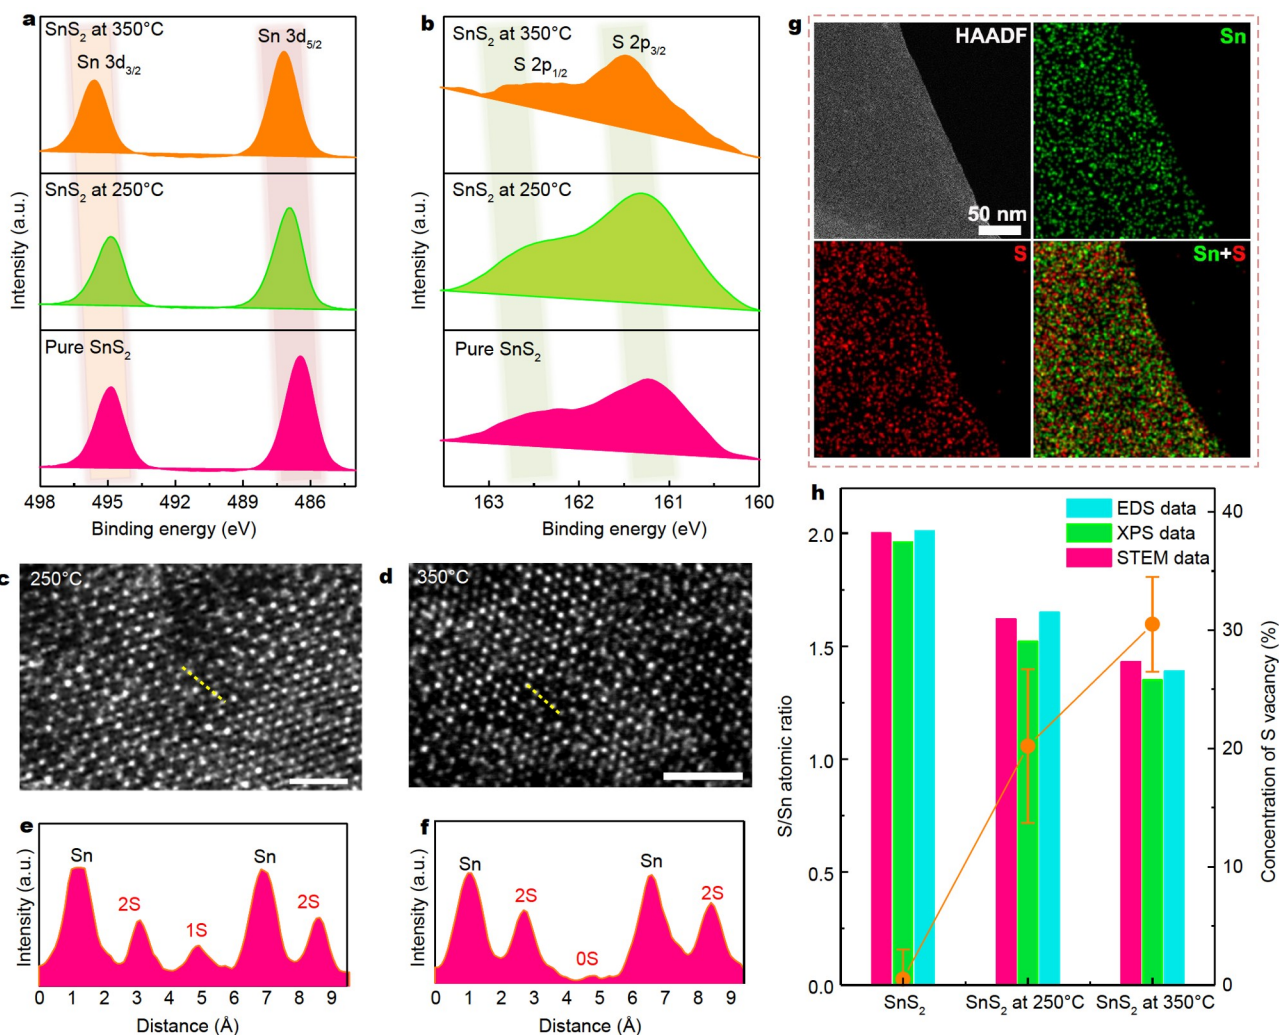 a
SnS2 at 350°C
Sn 3d3/2
Sn 3d5/2
SnS2 at 250°C
Pure SnS2
Intensity (a.u.)
498 495 492 489 486
Binding energy (eV)
b
SnS2 at 350°C
S 2p1/2
S 2p3/2
SnS2 at 250°C
Pure SnS2
Intensity (a.u.)
163 162 161 160
Binding energy (eV)
g
HAADF
50 nm
Sn
S
Sn+S
c
250°C
d
350°C
e
Sn
2S
1S
Sn
2S
Intensity (a.u.)
0 1 2 3 4 5 6 7 8 9
Distance (Å)
f
Sn
2S
0S
Sn
2S
Intensity (a.u.)
0 1 2 3 4 5 6 7 8 9
Distance (Å)
h
EDS data
XPS data
STEM data
S/Sn atomic ratio
2.0
1.5
1.0
0.5
0.0
Concentration of S vacancy (%)
40
30
20
10
0
SnS2 SnS2 at 250°C SnS2 at 350°C